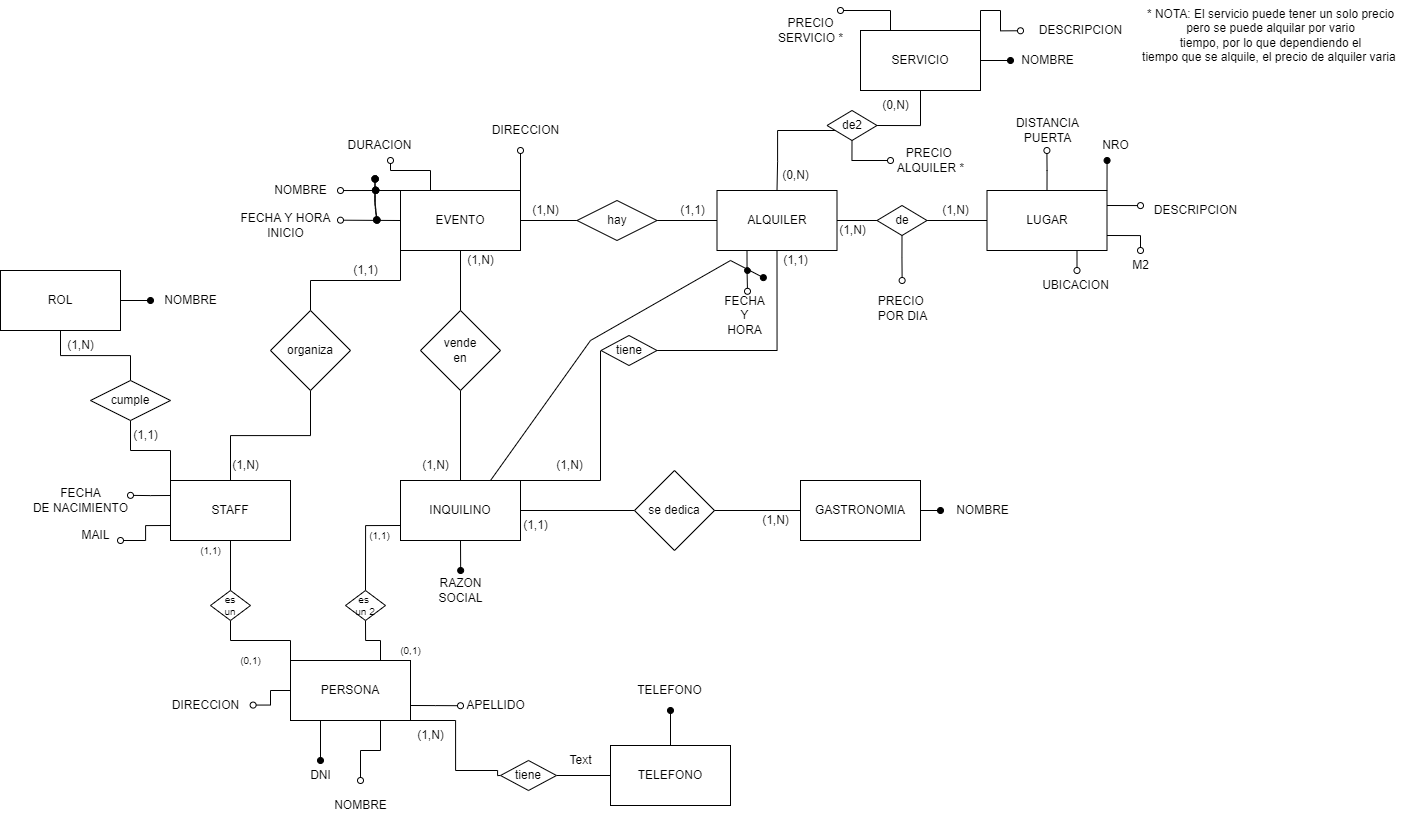 PRECIO
SERVICIO *
DESCRIPCION
SERVICIO
NOMBRE
* NOTA: El servicio puede tener un solo precio
pero se puede alquilar por vario
tiempo, por lo que dependiendo el
tiempo que se alquile, el precio de alquiler varia
(0,N)
de2
PRECIO
ALQUILER *
(0,N)
DISTANCIA
PUERTA
NRO
DIRECCION
DURACION
NOMBRE
FECHA Y HORA
INICIO
EVENTO
(1,N)
hay
(1,1)
ALQUILER
(1,N)
de
(1,N)
LUGAR
DESCRIPCION
M2
UBICACION
PRECIO
POR DIA
(1,1)
(1,N)
(1,1)
FECHA
Y
HORA
ROL
NOMBRE
(1,N)
cumple
(1,1)
organiza
vende
en
tiene
(1,N)
(1,N)
(1,N)
FECHA
DE NACIMIENTO
MAIL
STAFF
(1,1)
INQUILINO
(1,1)
(1,1)
se dedica
(1,N)
GASTRONOMIA
NOMBRE
RAZON
SOCIAL
es
un
es
un 2
(0,1)
(0,1)
PERSONA
DIRECCION
APELLIDO
(1,N)
DNI
NOMBRE
tiene
Text
TELEFONO
TELEFONO